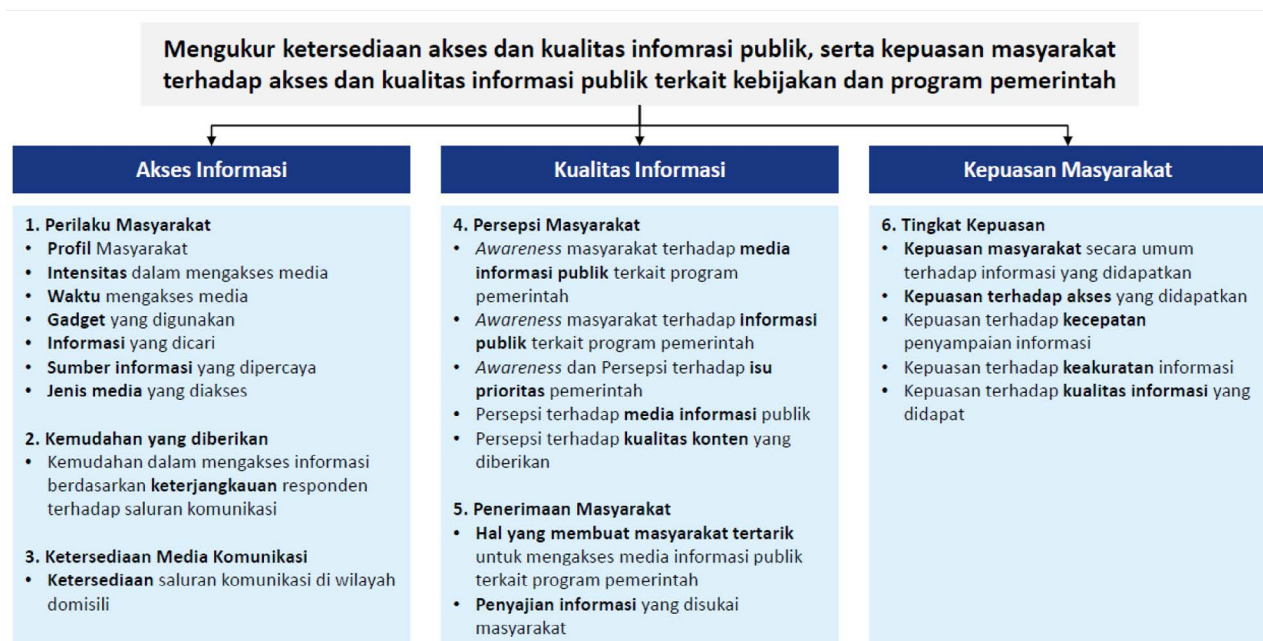 Mengukur ketersediaan akses dan kualitas infomrasi publik, serta kepuasan masyarakat
terhadap akses dan kualitas informasi publik terkait kebijakan dan program pemerintah
Akses Informasi
1. Perilaku Masyarakat
• Profil Masyarakat
• Intensitas dalam mengakses media
• Waktu mengakses media
• Gadget yang digunakan
• Informasi yang dicari
• Sumber informasi yang dipercaya
• Jenis media yang diakses
2. Kemudahan yang diberikan
• Kemudahan dalam mengakses informasi
berdasarkan keterjangkauan responden
terhadap saluran komunikasi
3. Ketersediaan Media Komunikasi
• Ketersediaan saluran komunikasi di wilayah
domisili
Kualitas Informasi
4. Persepsi Masyarakat
• Awareness masyarakat terhadap media
informasi publik terkait program
pemerintah
• Awareness masyarakat terhadap informasi
publik terkait program pemerintah
• Awareness dan Persepsi terhadap isu
prioritas pemerintah
• Persepsi terhadap media informasi publik
• Persepsi terhadap kualitas konten yang
diberikan
5. Penerimaan Masyarakat
• Hal yang membuat masyarakat tertarik
untuk mengakses media informasi publik
terkait program pemerintah
• Penyajian informasi yang disukai
masyarakat
Kepuasan Masyarakat
6. Tingkat Kepuasan
• Kepuasan masyarakat secara umum
terhadap informasi yang didapatkan
• Kepuasan terhadap akses yang didapatkan
• Kepuasan terhadap kecepatan
penyampaian informasi
• Kepuasan terhadap keakuratan informasi
• Kepuasan terhadap kualitas informasi yang
didapat